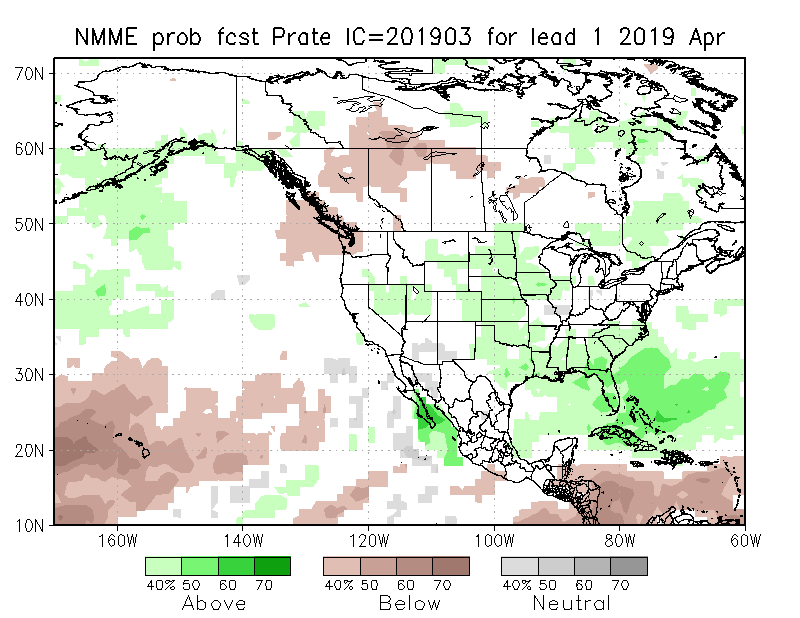 NMME prob fcst Prate IC=201903 for lead 1 2019 Apr
70N
60N
50N
40N
30N
20N
10N
160W 140W 120W 100W 80W 60W
40% 50 60 70 40% 50 60 70 40% 50 60 70
Above Below Neutral